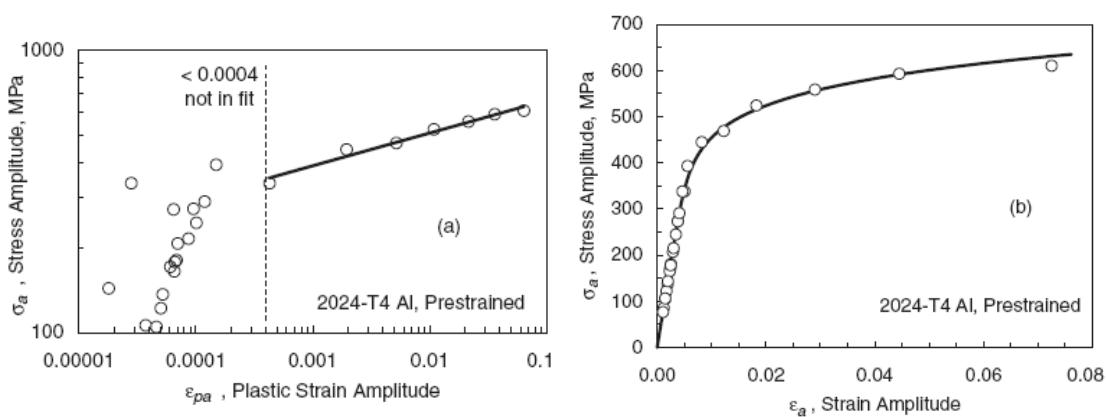 1000
< 0.0004
not in fit
σa , Stress Amplitude, MPa
(a)
2024-T4 Al, Prestrained
100
0.00001 0.0001 0.001 0.01 0.1
εpa , Plastic Strain Amplitude
700
600
500
400
300
200
100
0
σa , Stress Amplitude, MPa
(b)
2024-T4 Al, Prestrained
0.00 0.02 0.04 0.06 0.08
εa , Strain Amplitude